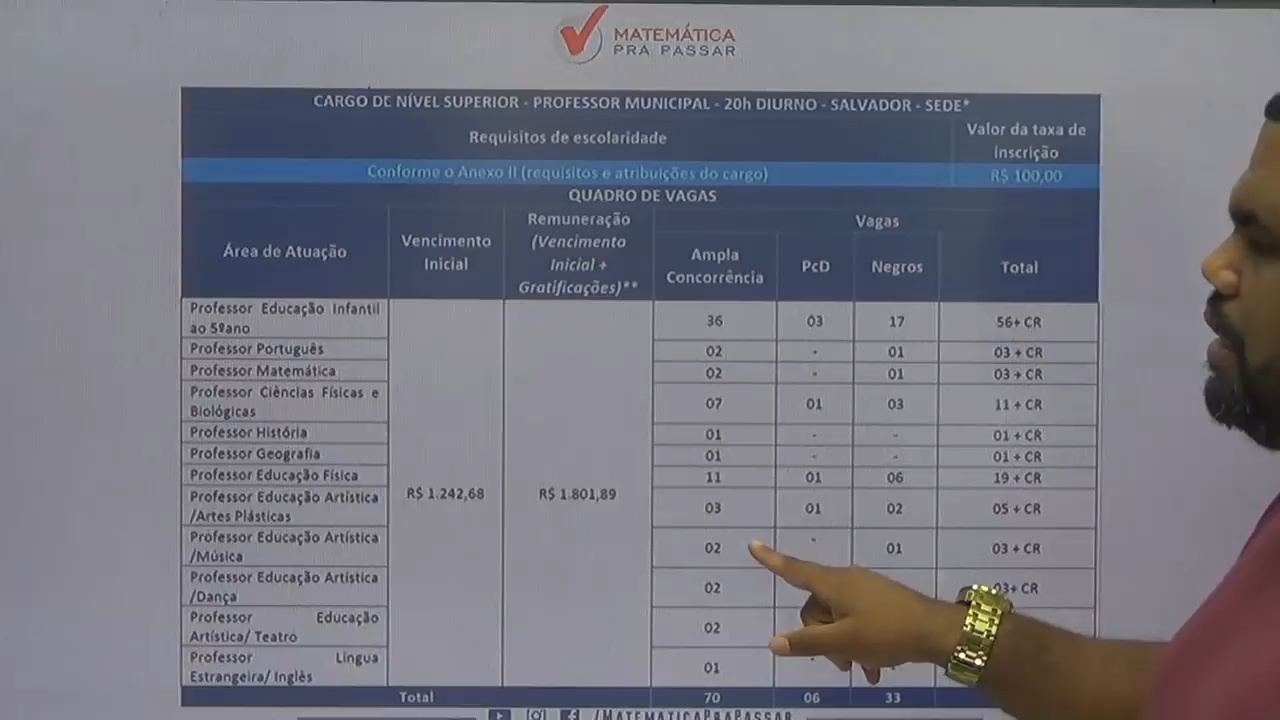 MATEMÁTICA
PRA PASSAR
CARGO DE NÍVEL SUPERIOR - PROFESSOR MUNICIPAL - 20h DIURNO - SALVADOR - SEDE*
Requisitos de escolaridade
Valor da taxa de
inscrição
Conforme o Anexo II (requisitos e atribuições do cargo)
R$ 100,00
QUADRO DE VAGAS
Área de Atuação
Vencimento
Inicial
Remuneração
(Vencimento
Inicial +
Gratificações)**
Vagas
Ampla
Concorrência
PcD
Negros
Total
Professor Educação Infantil
ao 5ºano
36 03 17 56+ CR
Professor Português
02 - 01 03 + CR
Professor Matemática
02 - 01 03 + CR
Professor Ciências Físicas e
Biológicas
07 01 03 11 + CR
Professor História
01 - - 01 + CR
Professor Geografia
01 - - 01 + CR
Professor Educação Física
11 01 06 19 + CR
R$ 1.242,68 R$ 1.801,89
Professor Educação Artística
/Artes Plásticas
03 01 02 05 + CR
Professor Educação Artística
/Música
02 - 01 03 + CR
Professor Educação Artística
/Dança
02 03+ CR
Professor Educação
Artística/ Teatro
02
Professor Língua
Estrangeira/ Inglês
01 -
Total 70 06 33
/MATEMATICAPRAPASSAR